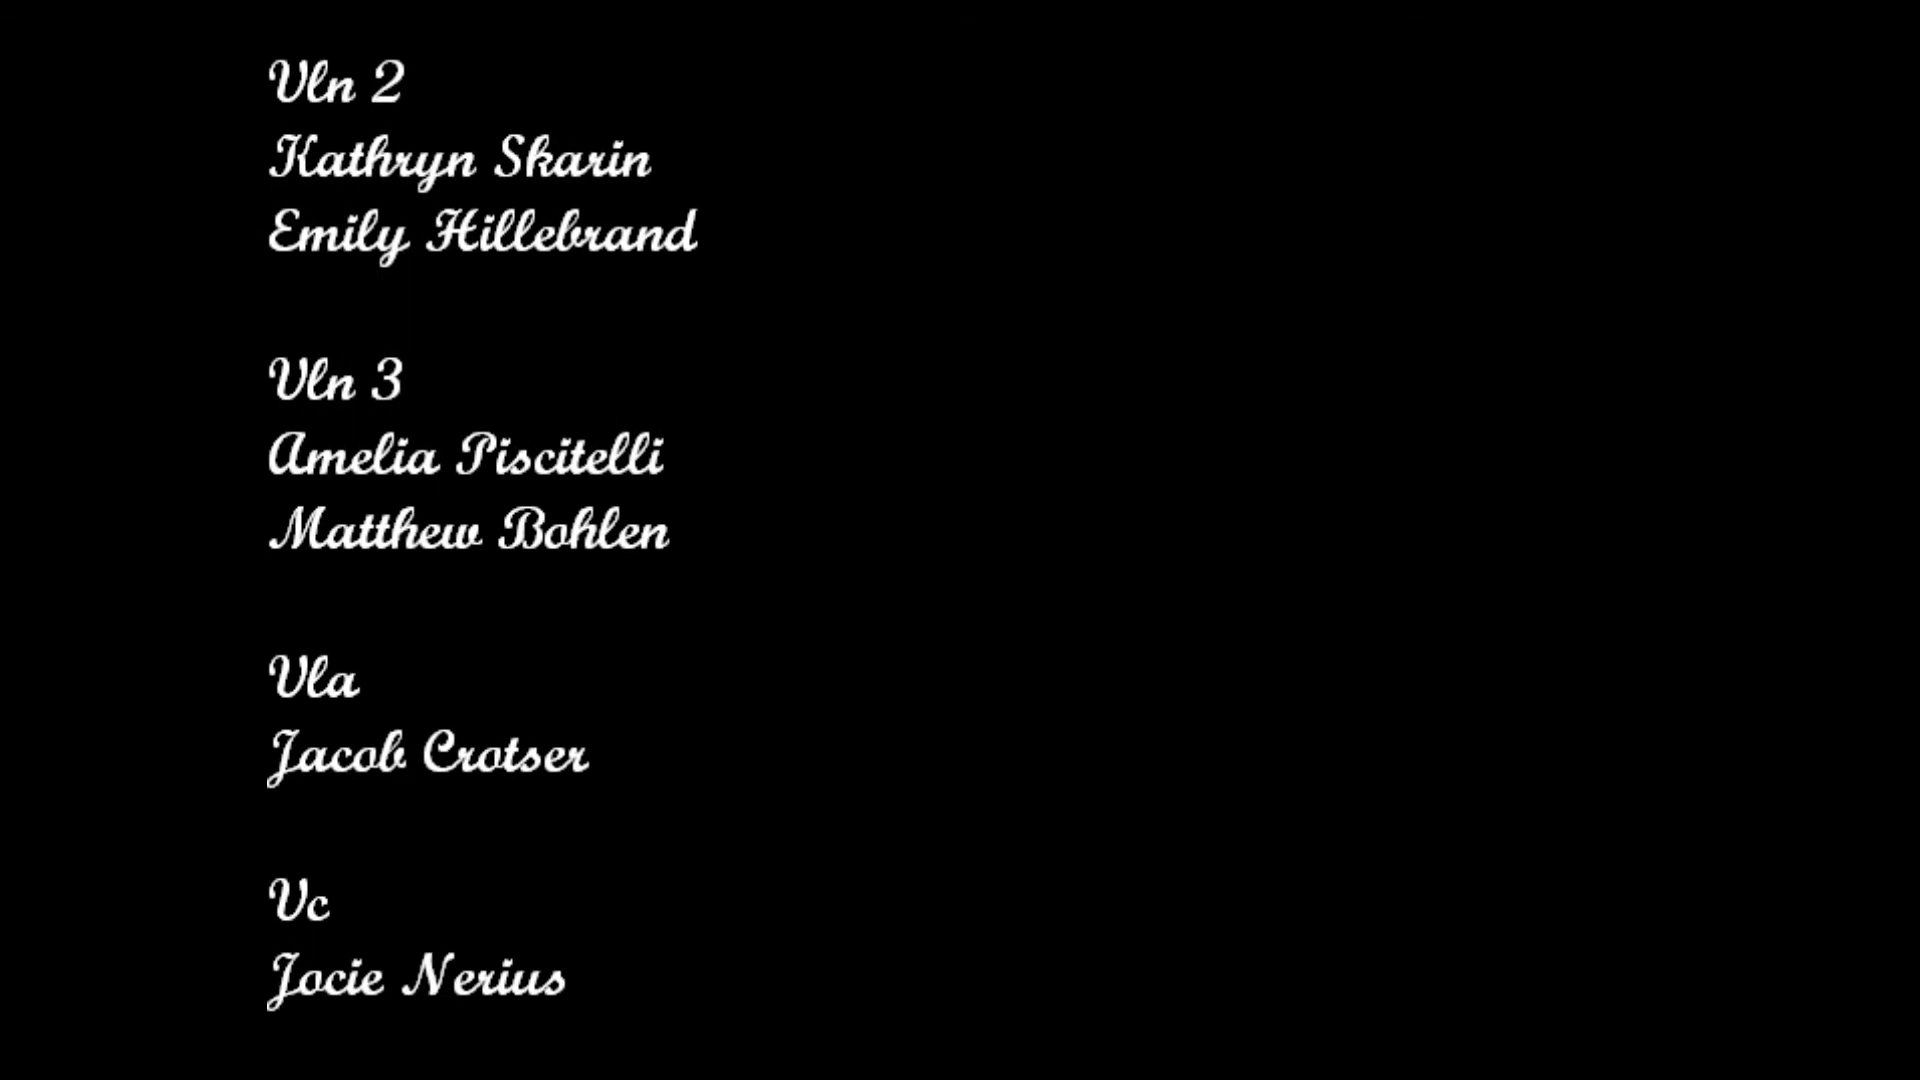 Vln 2
Kathryn Skarin
Emily Hillebrand
Vln 3
Amelia Piscitelli
Matthew Bohlen
Vla
Jacob Crotser
Vc
Jocie Nerius